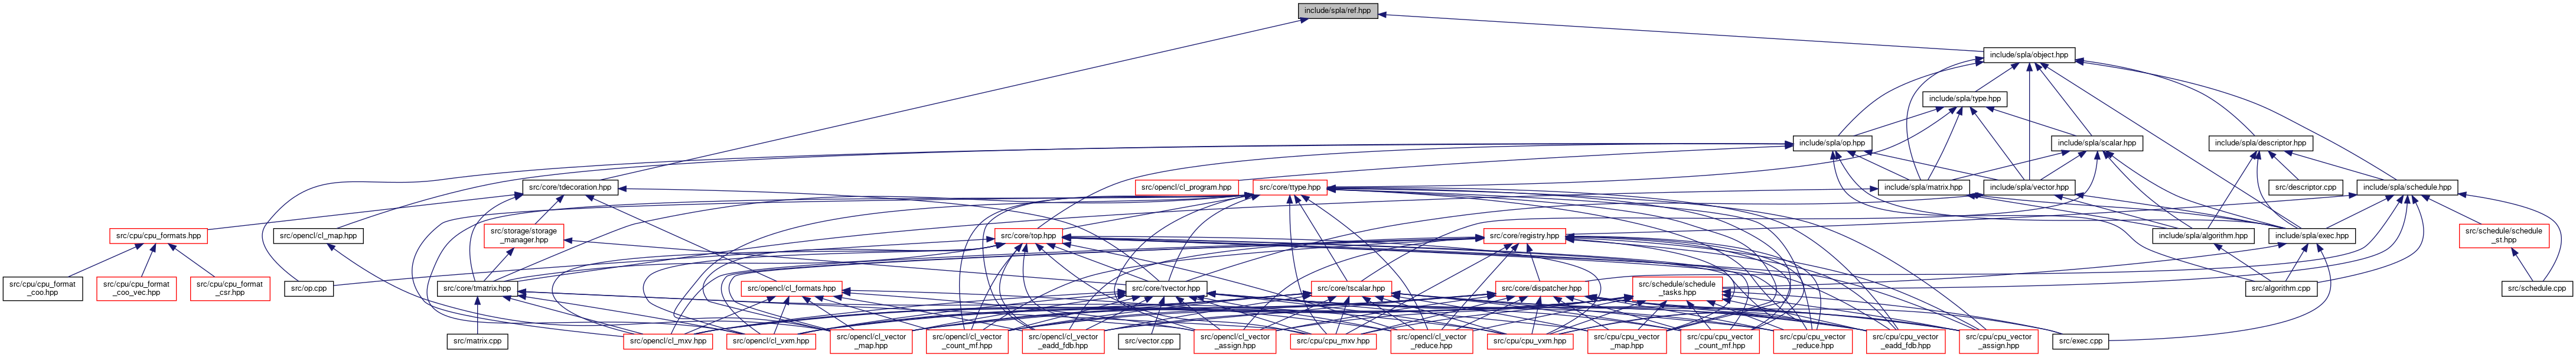 include/spla/ref.hpp
include/spla/object.hpp
include/spla/type.hpp
include/spla/op.hpp
include/spla/scalar.hpp
include/spla/descriptor.hpp
src/core/tdecoration.hpp
src/opencl/cl_program.hpp
src/core/ttype.hpp
include/spla/matrix.hpp
include/spla/vector.hpp
src/descriptor.cpp
include/spla/schedule.hpp
src/cpu/cpu_formats.hpp
src/opencl/cl_map.hpp
src/storage/storage
_manager.hpp
src/core/top.hpp
src/core/registry.hpp
include/spla/algorithm.hpp
include/spla/exec.hpp
src/schedule/schedule
_st.hpp
src/cpu/cpu_format
_coo.hpp
src/cpu/cpu_format
_coo_vec.hpp
src/cpu/cpu_format
_csr.hpp
src/op.cpp
src/core/tmatrix.hpp
src/opencl/cl_formats.hpp
src/core/tvector.hpp
src/core/tscalar.hpp
src/core/dispatcher.hpp
src/schedule/schedule
_tasks.hpp
src/algorithm.cpp
src/schedule.cpp
src/matrix.cpp
src/opencl/cl_mxv.hpp
src/opencl/cl_vxm.hpp
src/opencl/cl_vector
_map.hpp
src/opencl/cl_vector
_count_mf.hpp
src/opencl/cl_vector
_eadd_fdb.hpp
src/vector.cpp
src/opencl/cl_vector
_assign.hpp
src/cpu/cpu_mxv.hpp
src/opencl/cl_vector
_reduce.hpp
src/cpu/cpu_vxm.hpp
src/cpu/cpu_vector
_map.hpp
src/cpu/cpu_vector
_count_mf.hpp
src/cpu/cpu_vector
_reduce.hpp
src/cpu/cpu_vector
_eadd_fdb.hpp
src/cpu/cpu_vector
_assign.hpp
src/exec.cpp